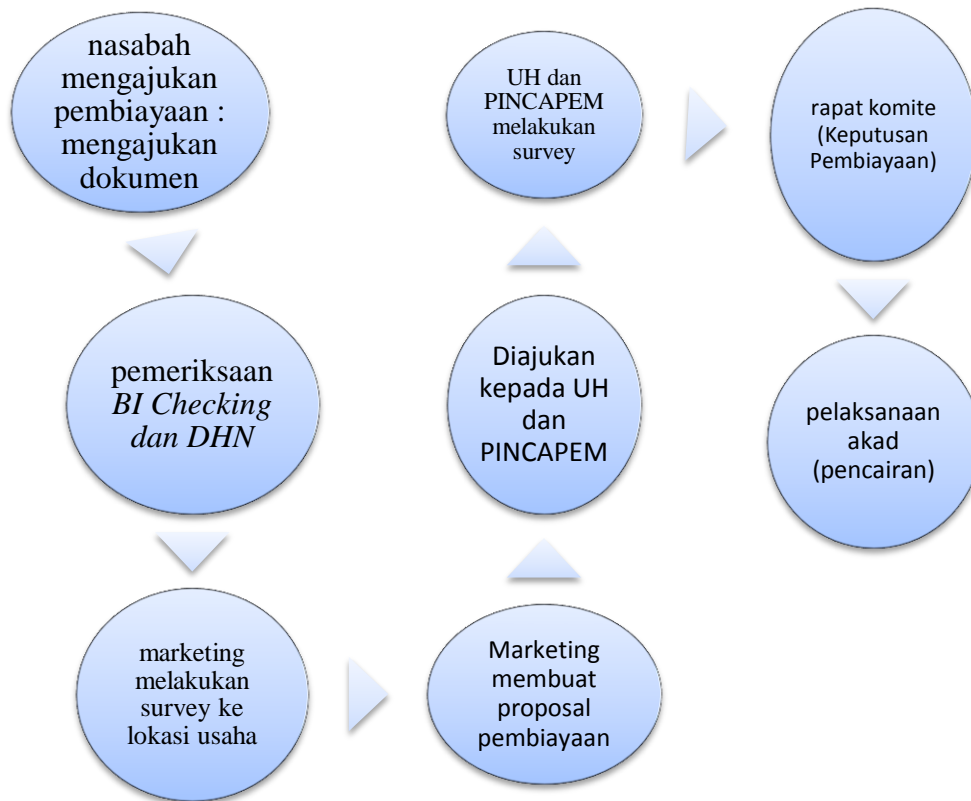 nasabah
mengajukan
pembiayaan :
mengajukan
dokumen
pemeriksaan
BI Checking
dan DHN
marketing
melakukan
survey ke
lokasi usaha
Marketing
membuat
proposal
pembiayaan
Diajukan
kepada UH
dan
PINCAPEM
UH dan
PINCAPEM
melakukan
survey
rapat komite
(Keputusan
Pembiayaan)
pelaksanaan
akad
(pencairan)